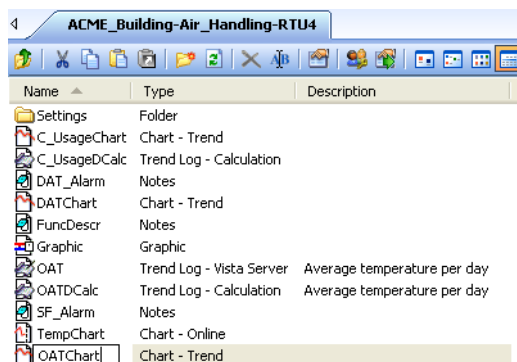 ACME_Building-Air_Handling-RTU4
Name Type Description
Settings Folder
C_UsageChart Chart - Trend
C_UsageDCalc Trend Log - Calculation
DAT_Alarm Notes
DATChart Chart - Trend
FuncDescr Notes
Graphic Graphic
OAT Trend Log - Vista Server Average temperature per day
OATDCalc Trend Log - Calculation Average temperature per day
SF_Alarm Notes
TempChart Chart - Online
OATChart Chart - Trend